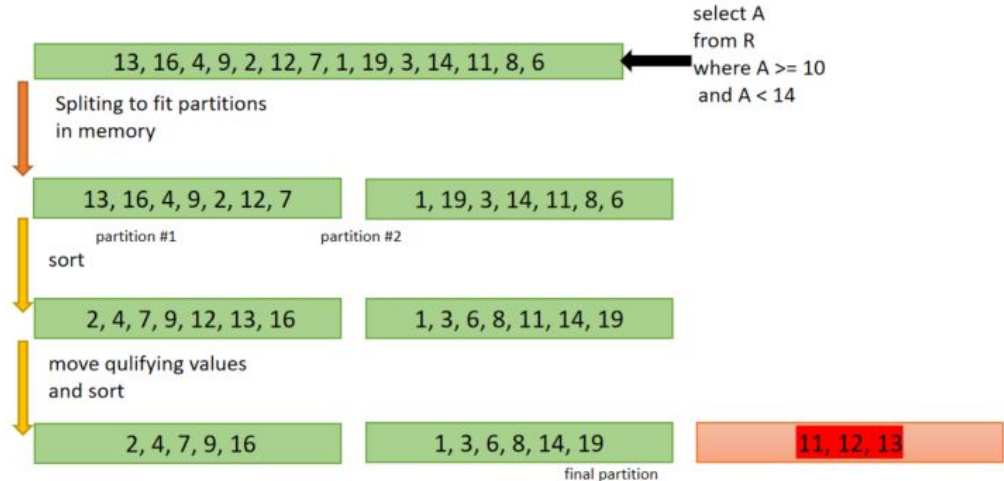 select A
from R
where A >= 10
and A < 14
13, 16, 4, 9, 2, 12, 7, 1, 19, 3, 14, 11, 8, 6
Spliting to fit partitions
in memory
13, 16, 4, 9, 2, 12, 7
1, 19, 3, 14, 11, 8, 6
partition #1
partition #2
sort
2, 4, 7, 9, 12, 13, 16
1, 3, 6, 8, 11, 14, 19
move qulifying values
and sort
2, 4, 7, 9, 16
1, 3, 6, 8, 14, 19
11, 12, 13
final partition